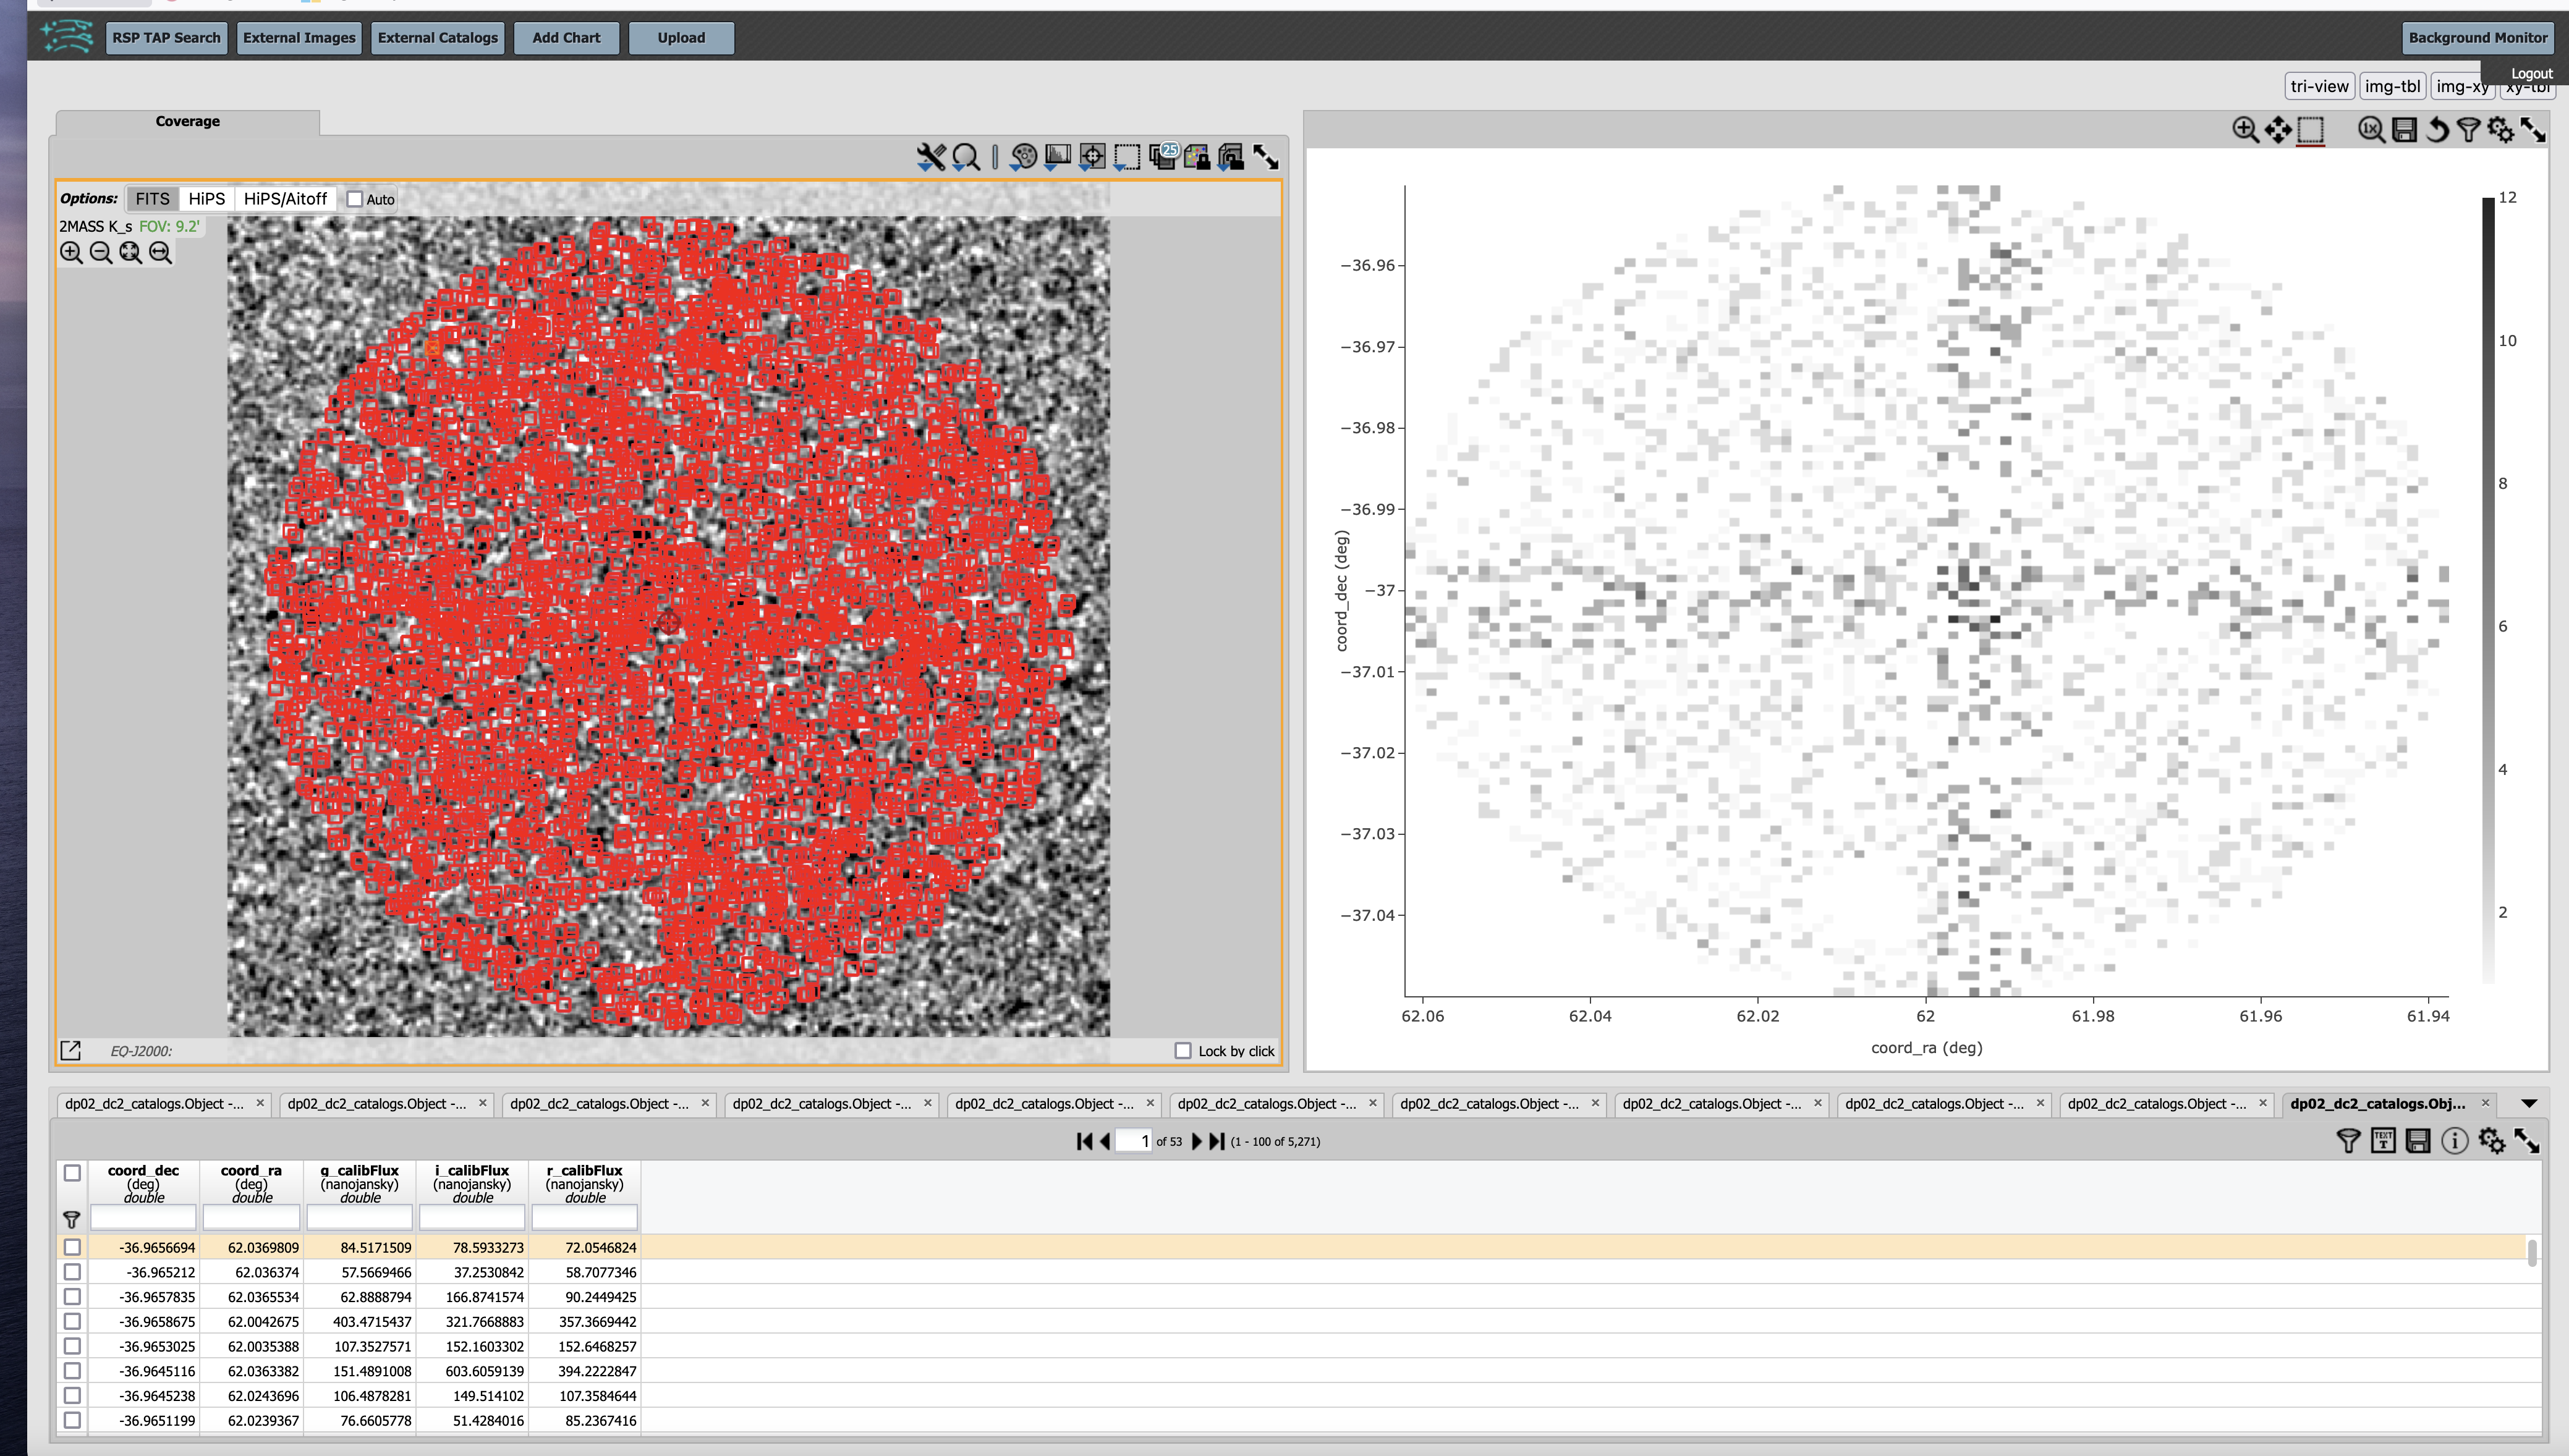 RSP TAP Search External Images External Catalogs Add Chart Upload Background Monitor
Logout
tri-view img-tbl img-xy xy-tbl
Coverage
25
Options: FITS HiPS HiPS/Aitoff Auto
2MASS K_s FOV: 9.2'
EQ-J2000: Lock by click
1x
coord_dec (deg)
−36.96
−36.97
−36.98
−36.99
−37
−37.01
−37.02
−37.03
−37.04
62.06 62.04 62.02 62 61.98 61.96 61.94
coord_ra (deg)
12
10
8
6
4
2
dp02_dc2_catalogs.Object -... dp02_dc2_catalogs.Object -... dp02_dc2_catalogs.Object -... dp02_dc2_catalogs.Object -... dp02_dc2_catalogs.Object -... dp02_dc2_catalogs.Object -... dp02_dc2_catalogs.Object -... dp02_dc2_catalogs.Object -... dp02_dc2_catalogs.Object -... dp02_dc2_catalogs.Object -... dp02_dc2_catalogs.Obj...
1 of 53 (1 - 100 of 5,271)
TEXT T
coord_dec coord_ra g_calibFlux i_calibFlux r_calibFlux
(deg) (deg) (nanojansky) (nanojansky) (nanojansky)
double double double double double
-36.9656694 62.0369809 84.5171509 78.5933273 72.0546824
-36.965212 62.036374 57.5669466 37.2530842 58.7077346
-36.9657835 62.0365534 62.8888794 166.8741574 90.2449425
-36.9658675 62.0042675 403.4715437 321.7668883 357.3669442
-36.9653025 62.0035388 107.3527571 152.1603302 152.6468257
-36.9645116 62.0363382 151.4891008 603.6059139 394.2222847
-36.9645238 62.0243696 106.4878281 149.514102 107.3584644
-36.9651199 62.0239367 76.6605778 51.4284016 85.2367416